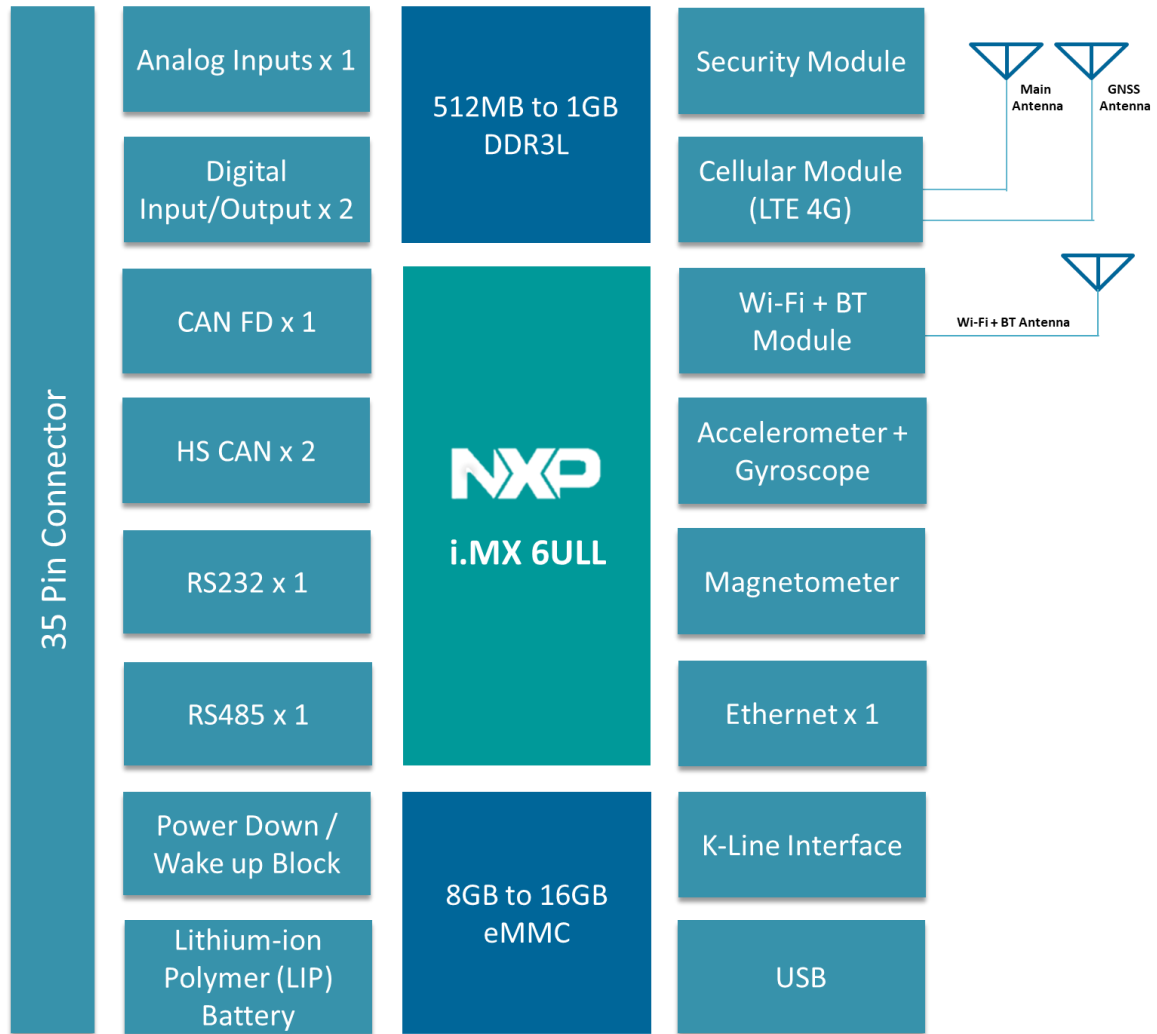 35 Pin Connector
Analog Inputs x 1
Digital
Input/Output x 2
CAN FD x 1
HS CAN x 2
RS232 x 1
RS485 x 1
Power Down /
Wake up Block
Lithium-ion
Polymer (LIP)
Battery
512MB to 1GB
DDR3L
NXP
i.MX 6ULL
8GB to 16GB
eMMC
Security Module
Cellular Module
(LTE 4G)
Wi-Fi + BT
Module
Accelerometer +
Gyroscope
Magnetometer
Ethernet x 1
K-Line Interface
USB
Main
Antenna
GNSS
Antenna
Wi-Fi + BT Antenna